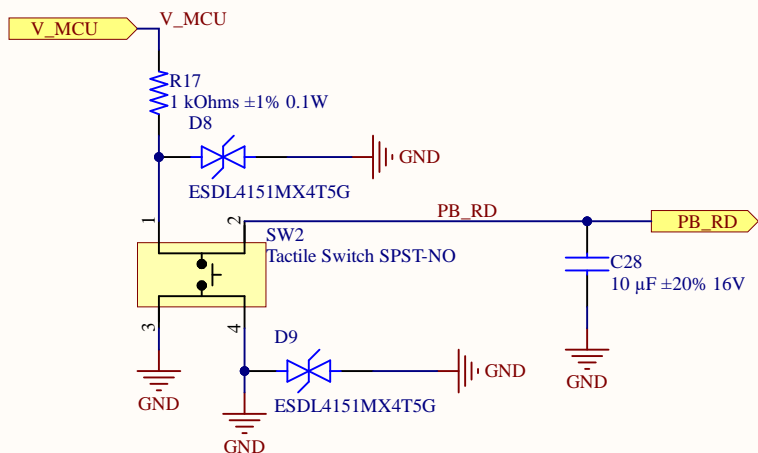 V_MCU
V_MCU
R17
1 kOhms ±1% 0.1W
D8
GND
ESDL4151MX4T5G
1
2
PB_RD
PB_RD
SW2
Tactile Switch SPST-NO
C28
10 µF ±20% 16V
3
4
D9
GND
GND
GND
ESDL4151MX4T5G
GND